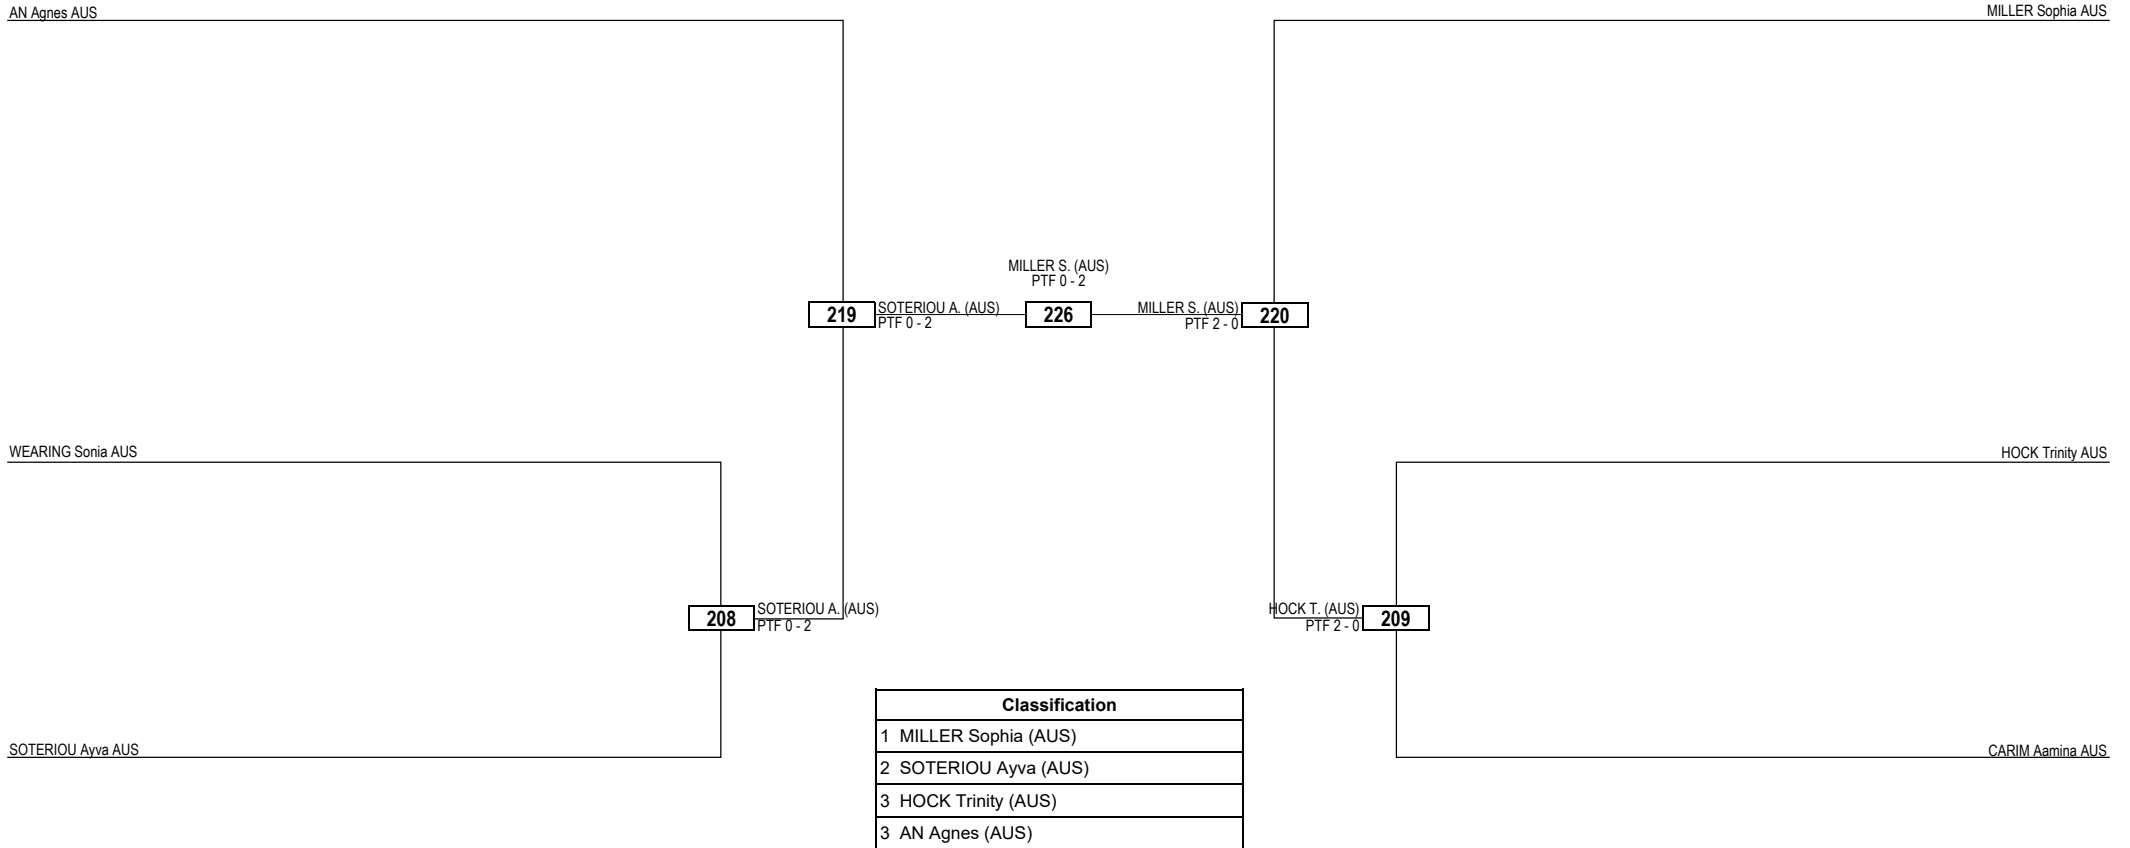 AN Agnes AUS
MILLER Sophia AUS
MILLER S. (AUS)
PTF 0 - 2
219
SOTERIOU A. (AUS)
PTF 0 - 2
226
MILLER S. (AUS)
PTF 2 - 0
220
WEARING Sonia AUS
HOCK Trinity AUS
208
SOTERIOU A. (AUS)
PTF 0 - 2
HOCK T. (AUS)
PTF 2 - 0
209
SOTERIOU Ayva AUS
CARIM Aamina AUS
Classification
1 MILLER Sophia (AUS)
2 SOTERIOU Ayva (AUS)
3 HOCK Trinity (AUS)
3 AN Agnes (AUS)